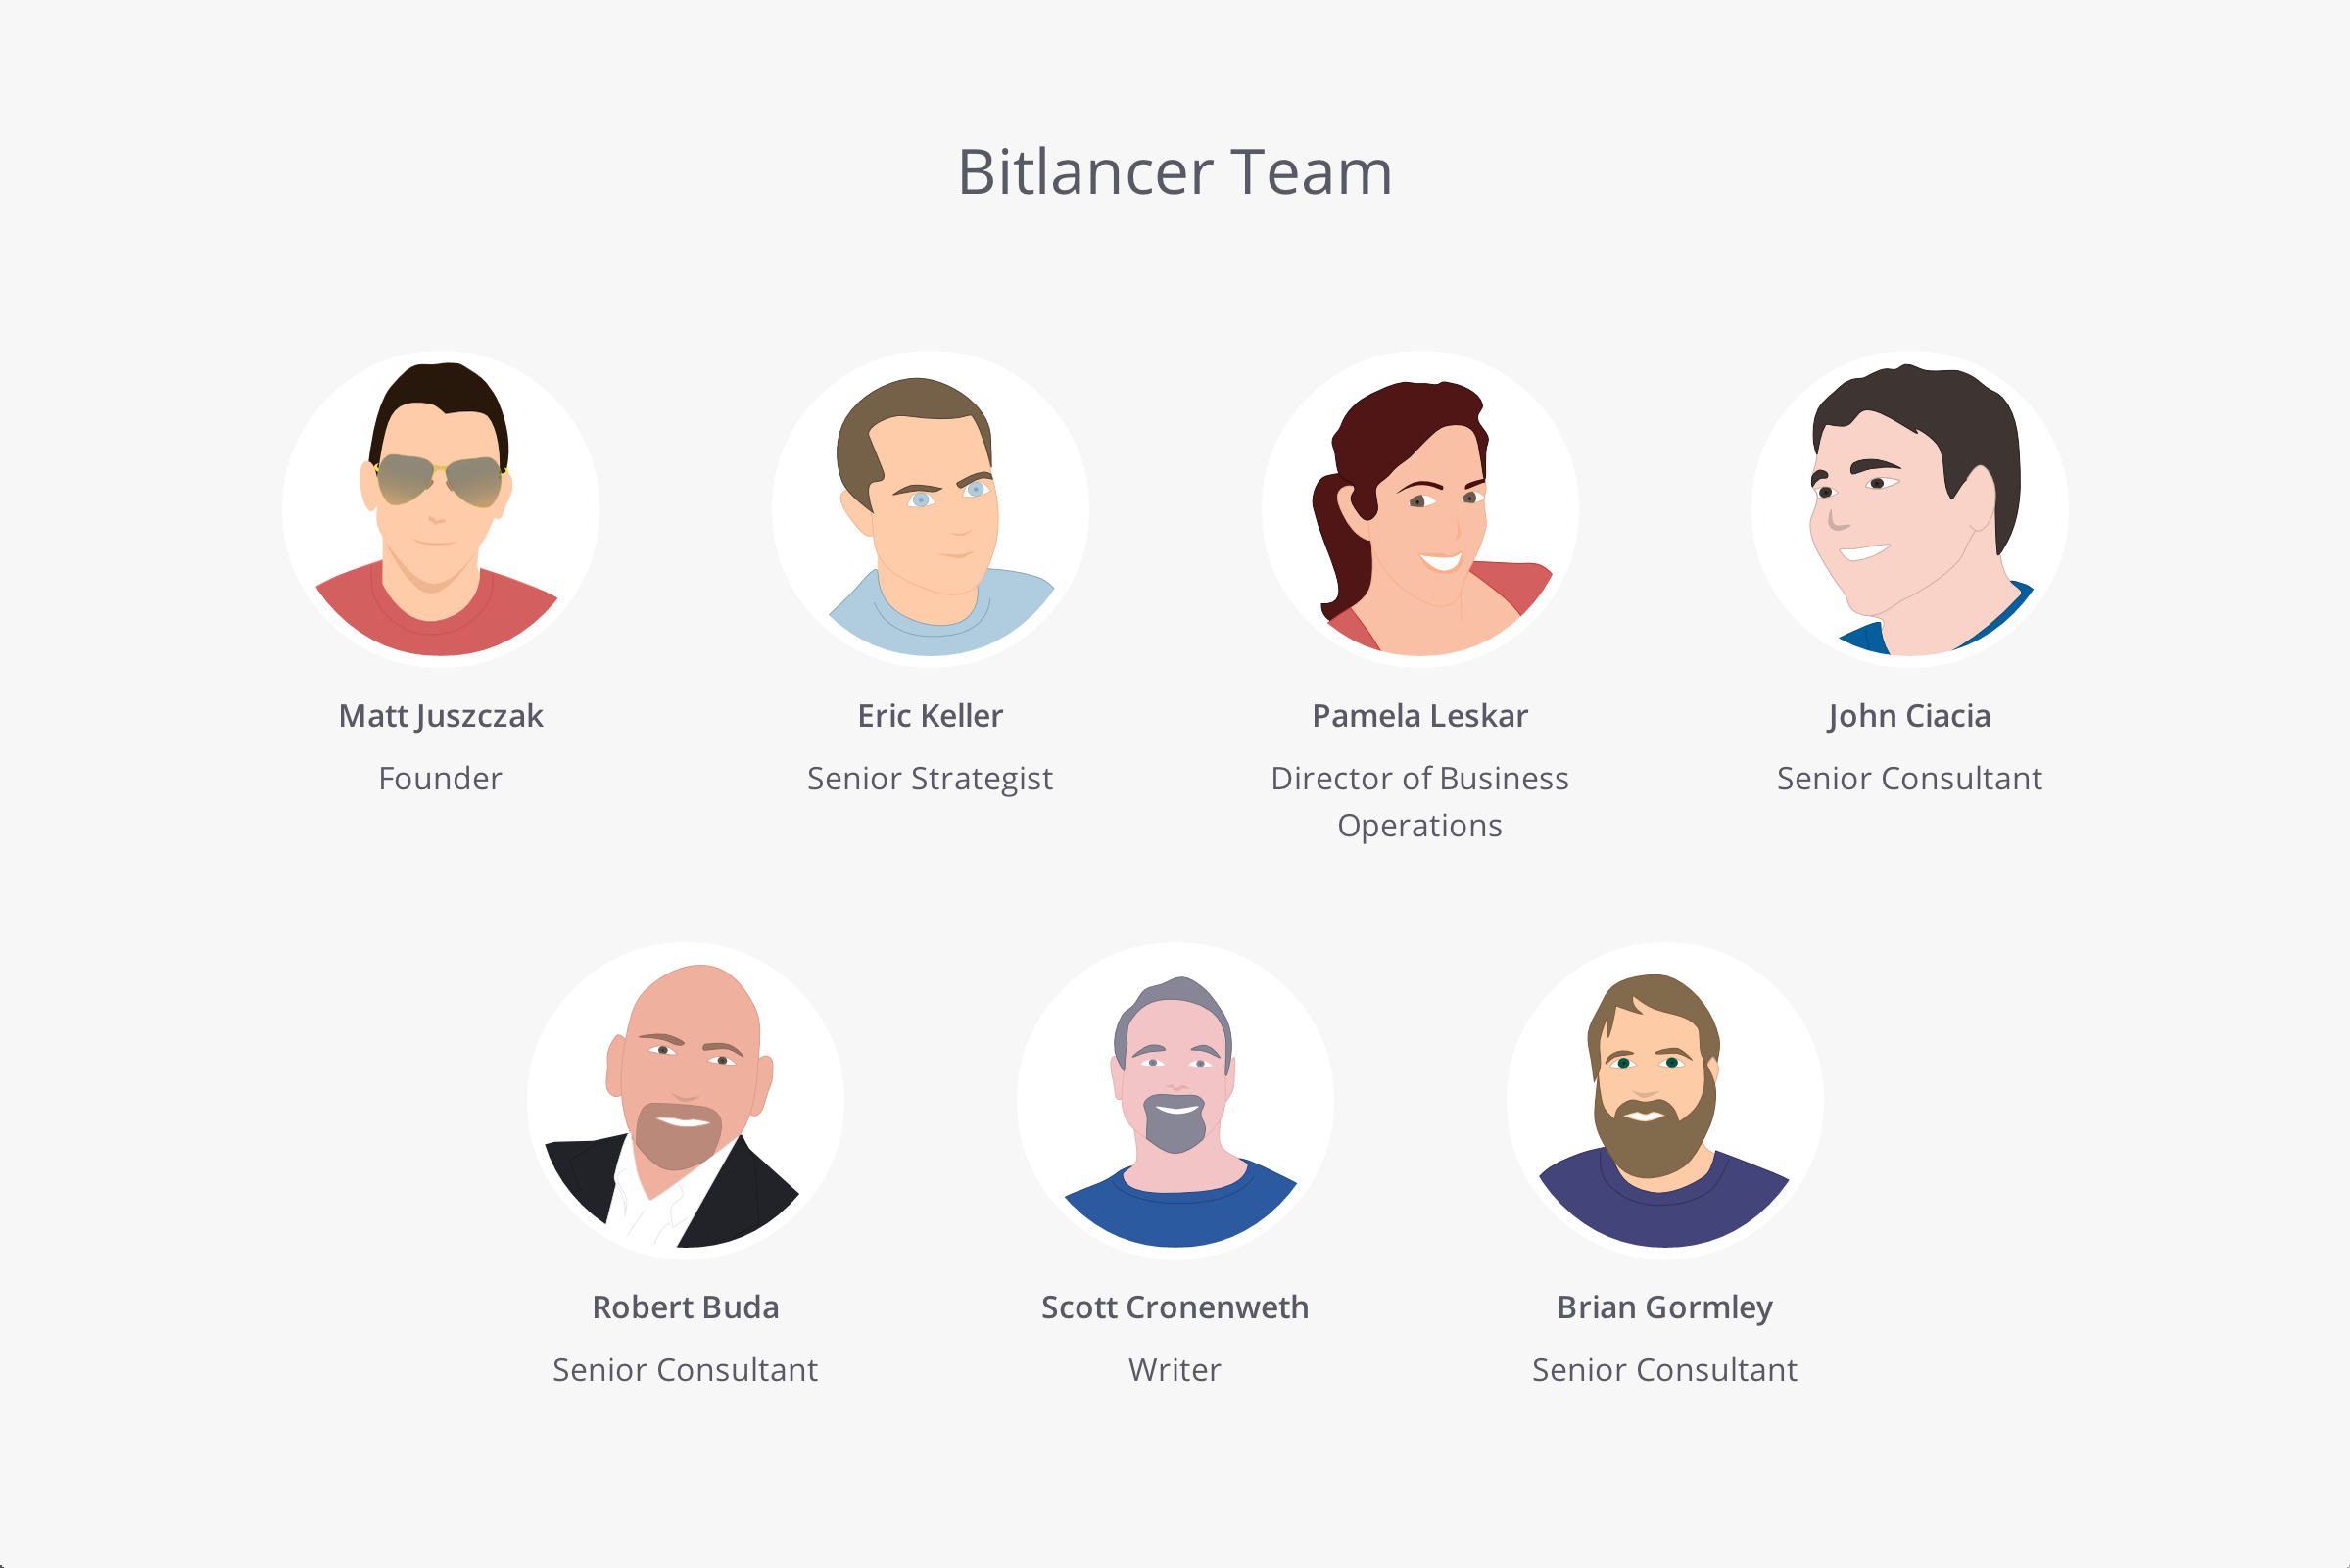 Bitlancer Team
Matt Juszczak
Founder
Eric Keller
Senior Strategist
Pamela Leskar
Director of Business
Operations
John Ciacia
Senior Consultant
Robert Buda
Senior Consultant
Scott Cronenweth
Writer
Brian Gormley
Senior Consultant